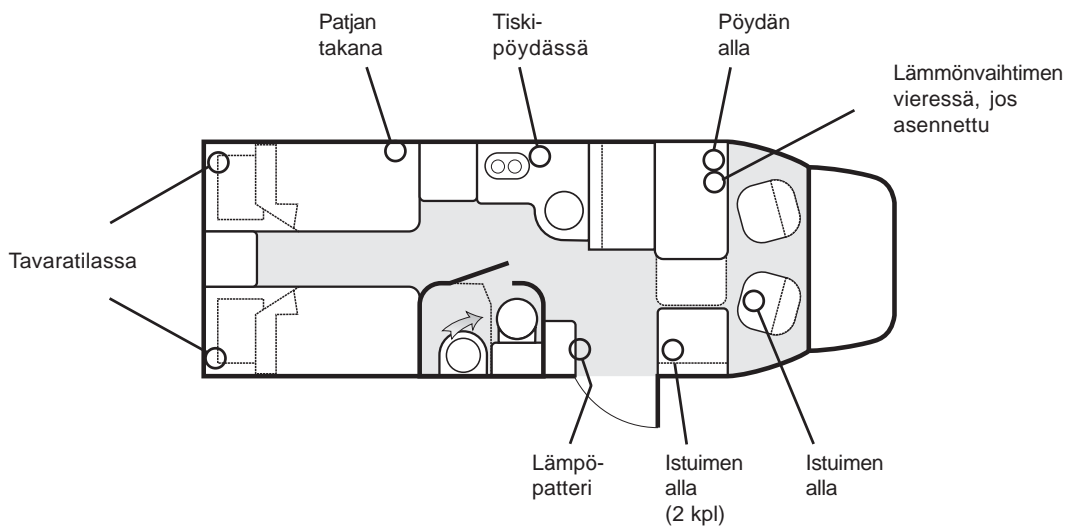 Patjan
takana
Tiski-
pöydässä
Pöydän
alla
Lämmönvaihtimen
vieressä, jos
asennettu
Tavaratilassa
Lämpö-
patteri
Istuimen
alla
(2 kpl)
Istuimen
alla